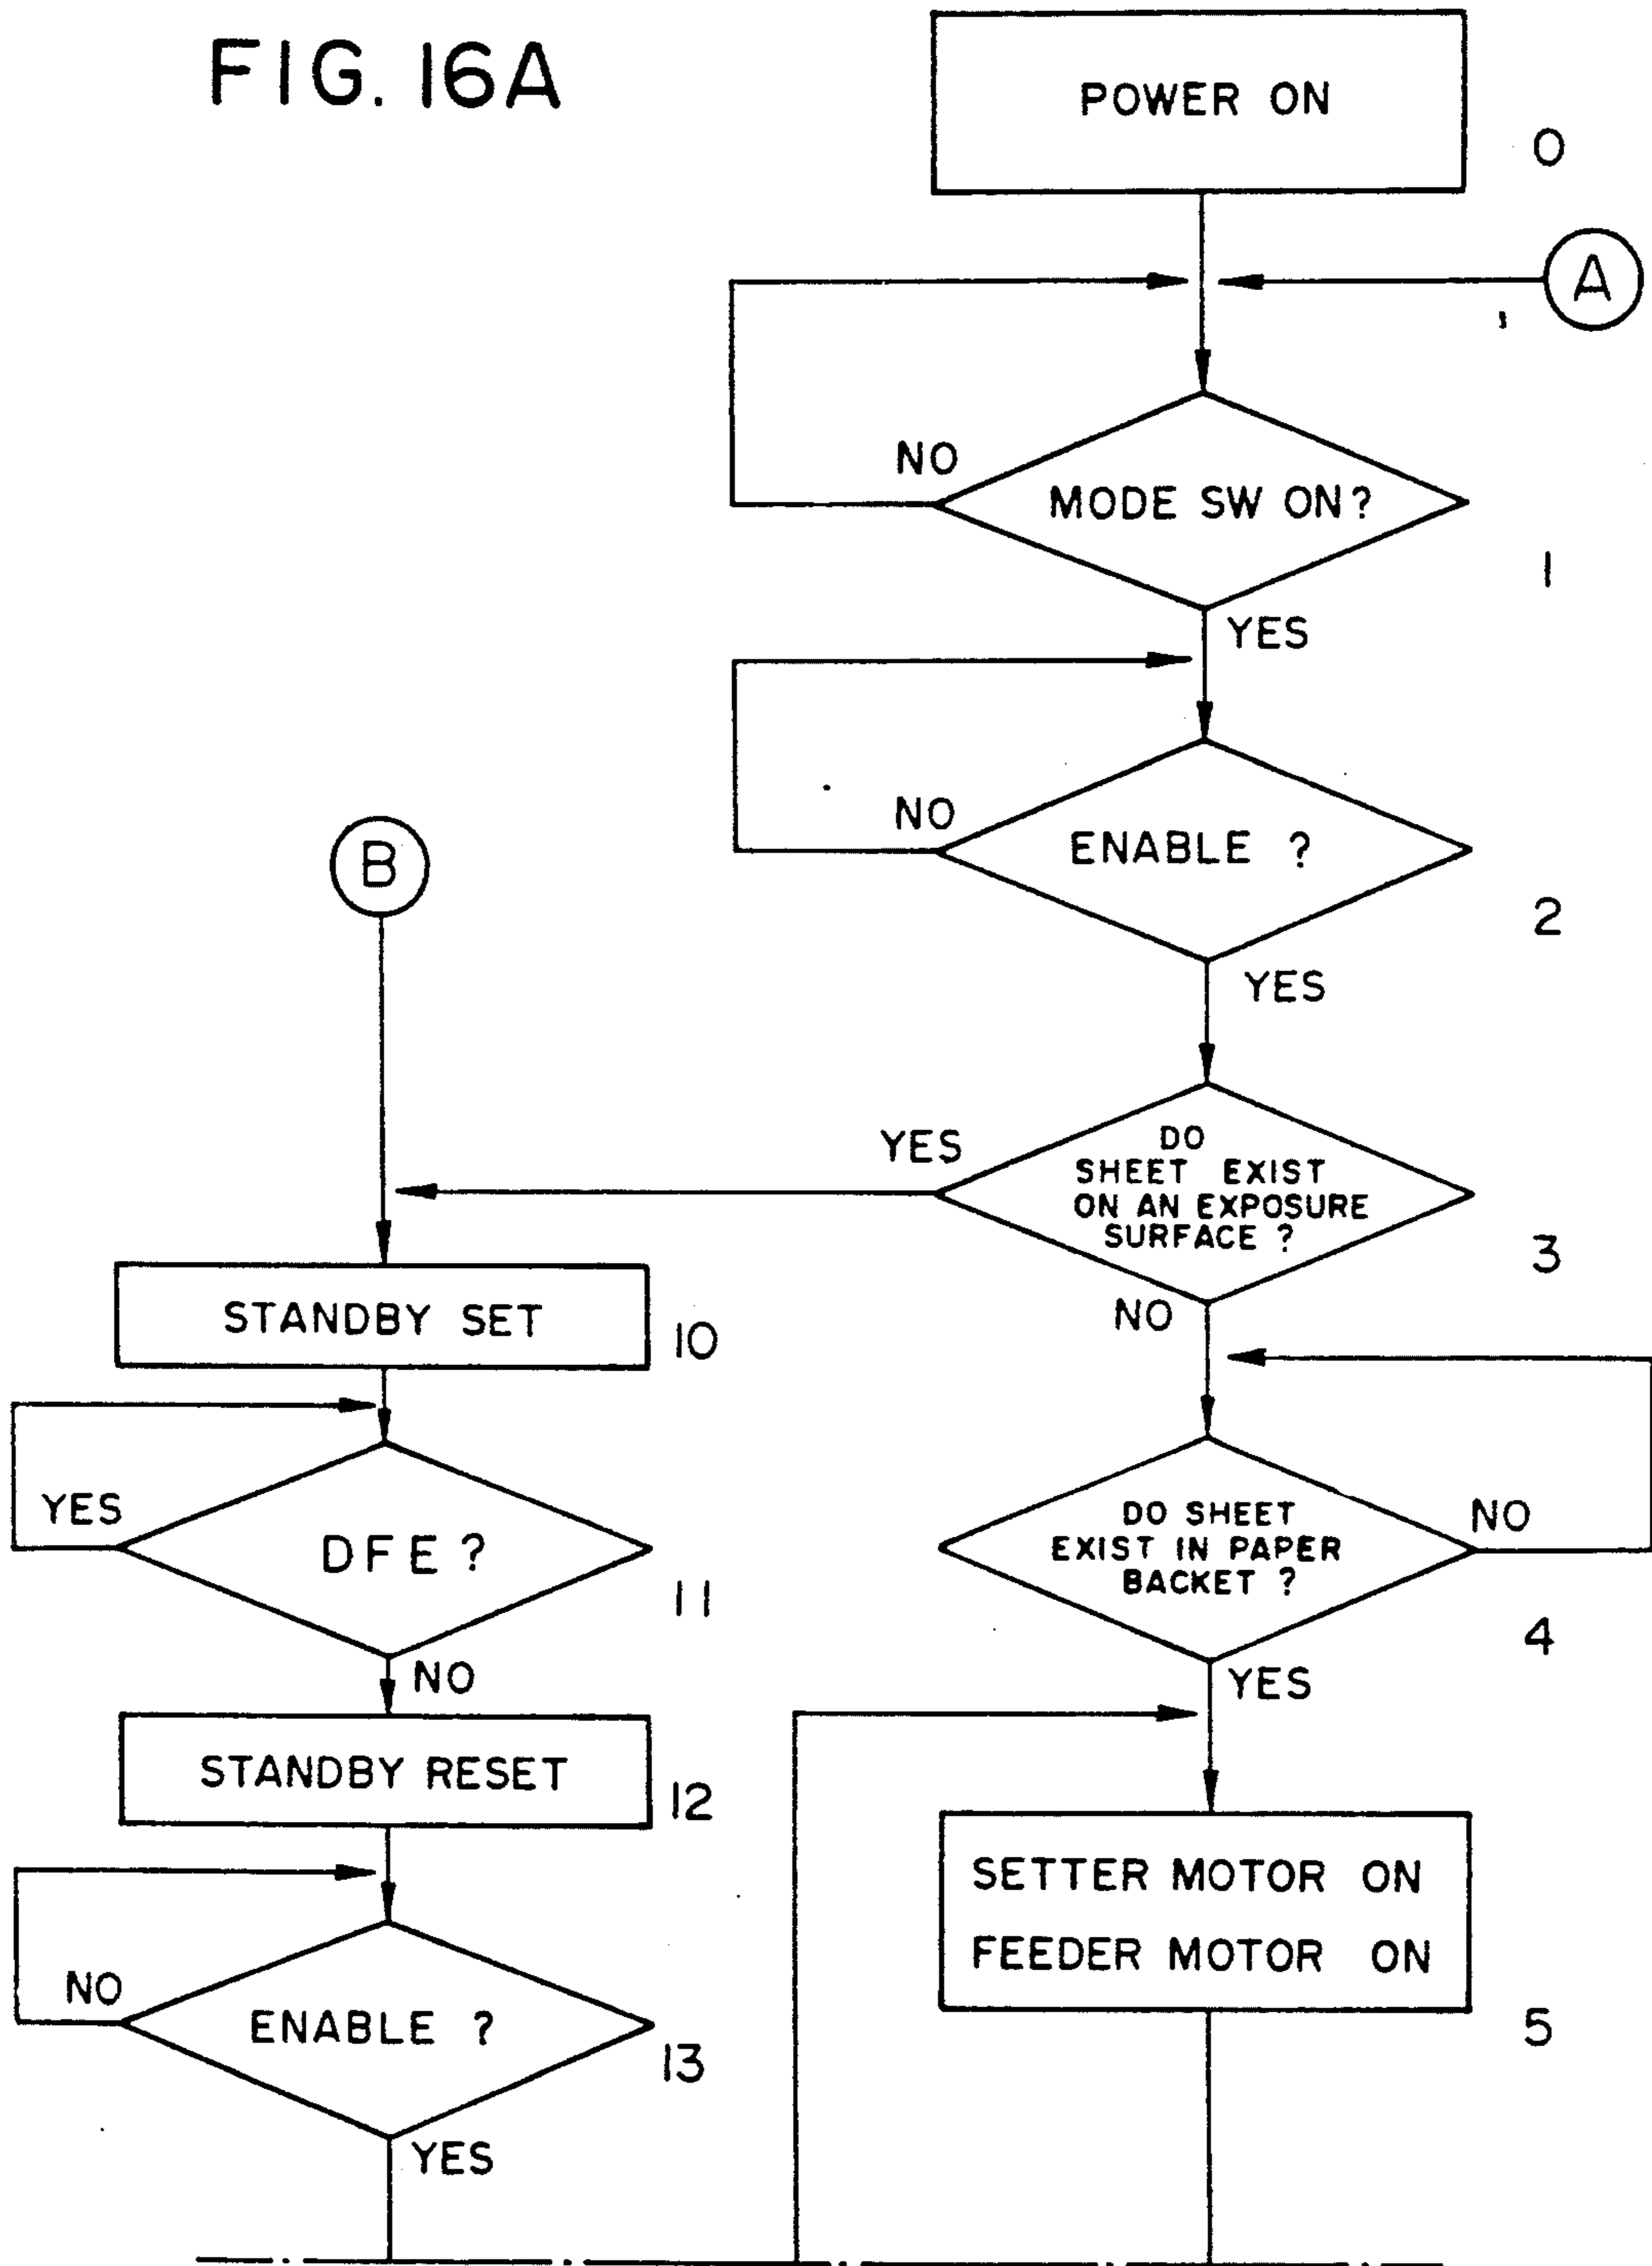 FIG. 16A
POWER ON
0
A
NO
MODE SW ON?
1
YES
NO
ENABLE ?
2
YES
B
YES
DO
SHEET EXIST
ON AN EXPOSURE
SURFACE ?
3
NO
STANDBY SET
10
YES
DFE ?
11
NO
DO SHEET
EXIST IN PAPER
BACKET ?
NO
4
YES
STANDBY RESET
12
SETTER MOTOR ON
FEEDER MOTOR ON
5
NO
ENABLE ?
13
YES